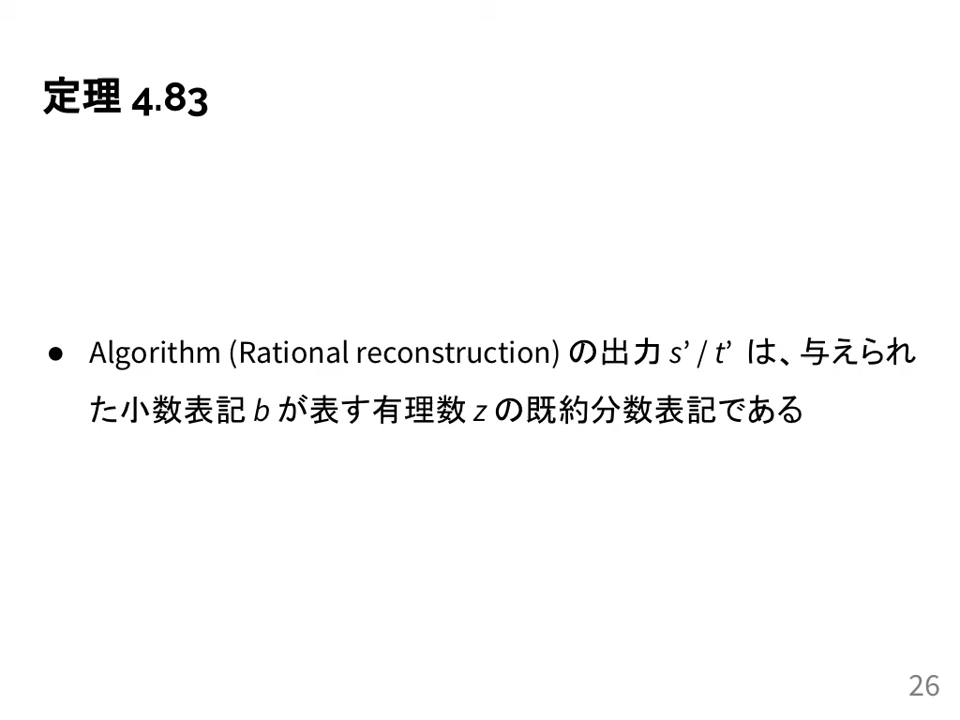 定理 4.83
● Algorithm (Rational reconstruction) の出力 s’ / t’ は、与えられ
た小数表記 b が表す有理数 z の既約分数表記である
26